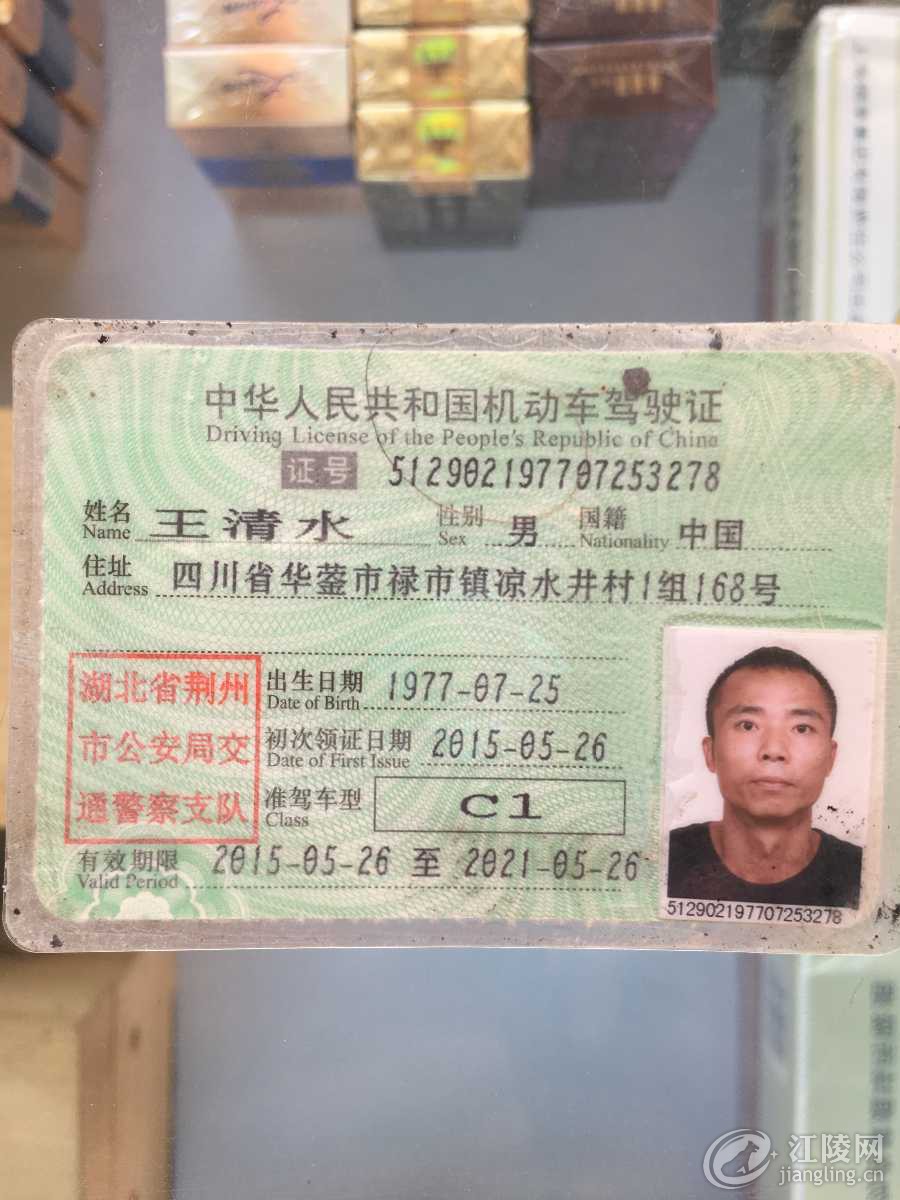 中华人民共和国机动车驾驶证
Driving License of the People's Republic of China
证号 512902197707253278
姓名 王清水 性别 男 国籍 中国
Name Sex Nationality
住址 四川省华蓥市禄市镇凉水井村1组168号
Address
湖北省荆州
市公安局交
通警察支队
出生日期 1977-07-25
Date of Birth
初次领证日期 2015-05-26
Date of First Issue
准驾车型 C1
Class
有效期限 2015-05-26 至 2021-05-26
Valid Period
512902197707253278
江陵网
jiangling.cn